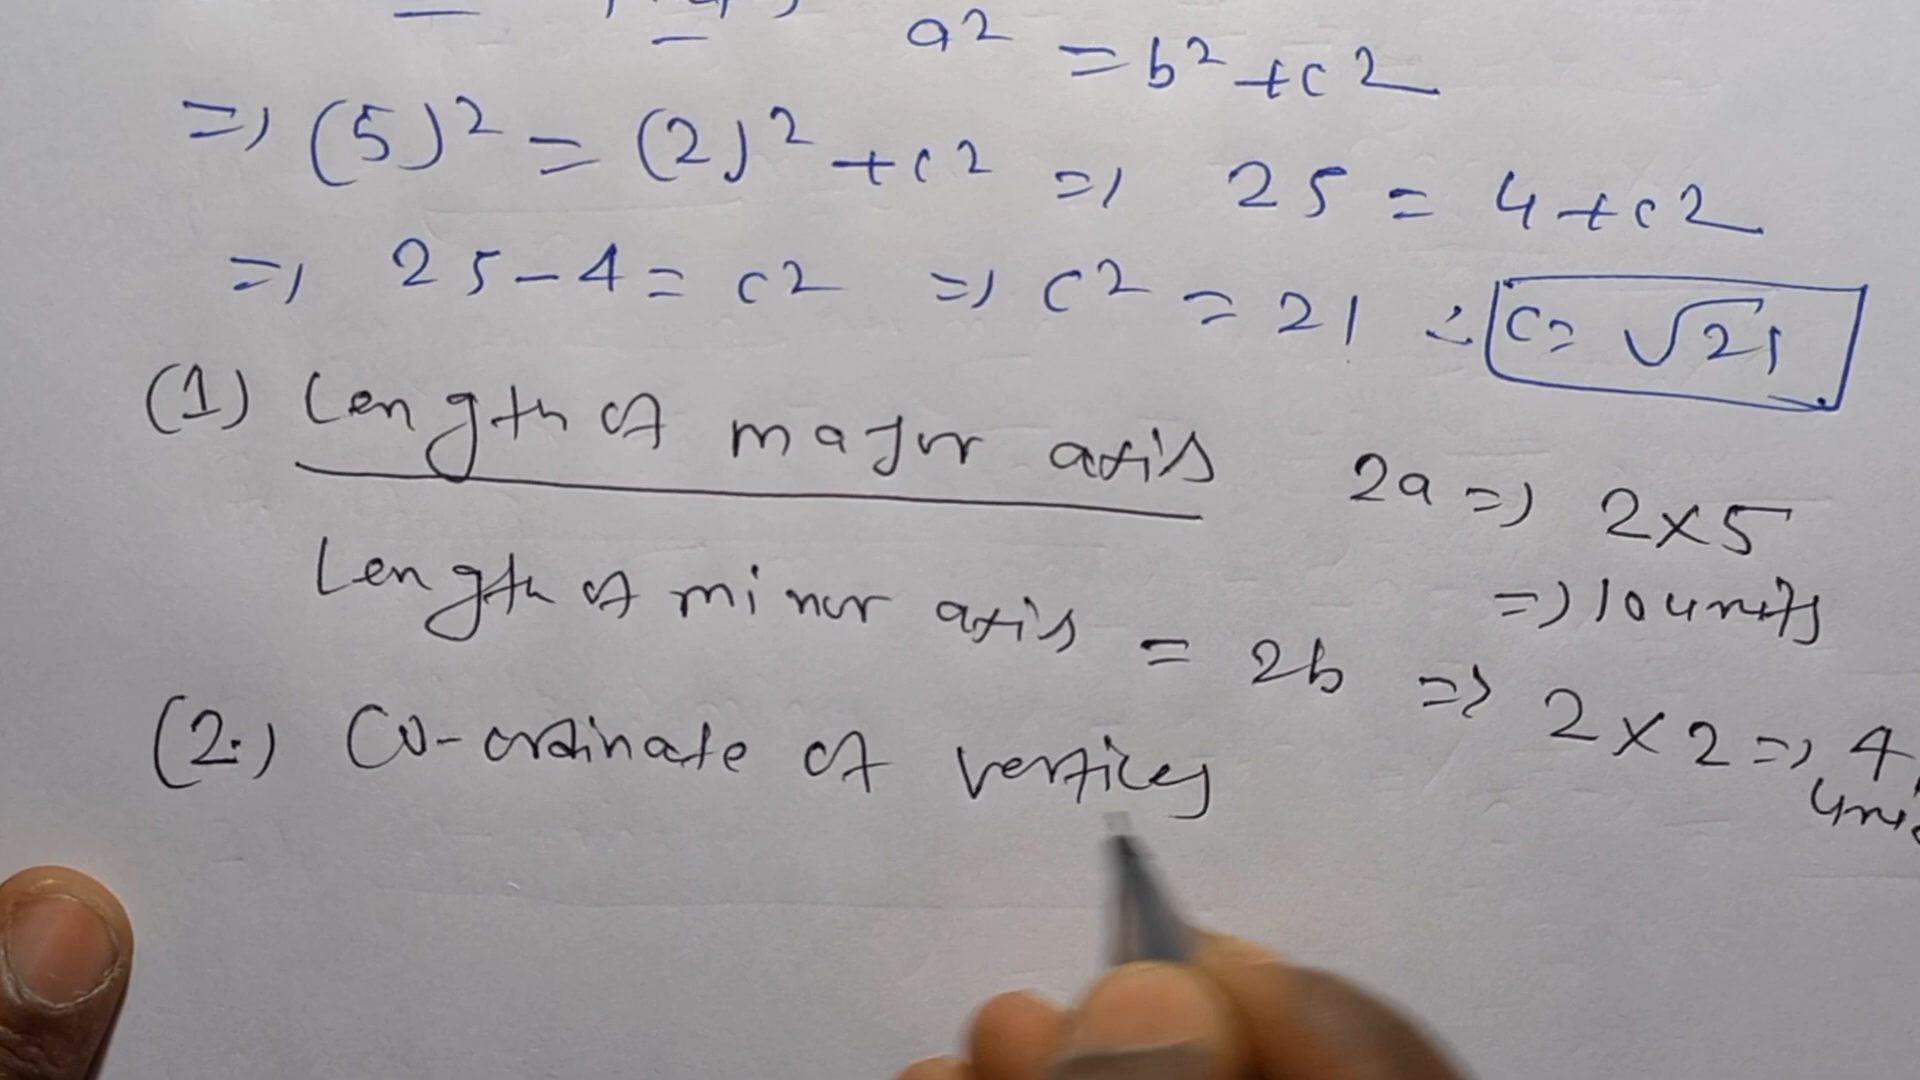 a² = b² + c²
=> (5)² = (2)² + c² => 25 = 4 + c²
=> 25 - 4 = c² => c² = 21 ∴ c = √21
(1) Length of major axis 2a => 2×5
=> 10 units
Length of minor axis = 2b => 2 × 2 => 4
(2.) Co-ordinate of vertices